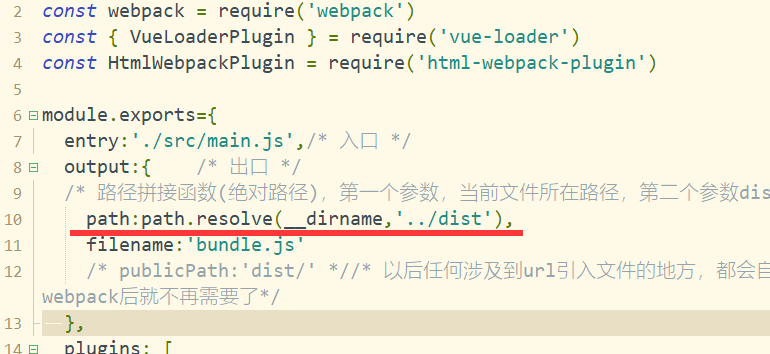 2 const webpack = require('webpack')
3 const { VueLoaderPlugin } = require('vue-loader')
4 const HtmlWebpackPlugin = require('html-webpack-plugin')
5
6 module.exports={
7 entry:'./src/main.js',/* 入口 */
8 output:{ /* 出口 */
9 /* 路径拼接函数(绝对路径)，第一个参数，当前文件所在路径，第二个参数dis
10 path:path.resolve(__dirname,'../dist'),
11 filename:'bundle.js'
12 /* publicPath:'dist/' *//* 以后任何涉及到url引入文件的地方，都会自
webpack后就不再需要了*/
13 },
14 plugins: [